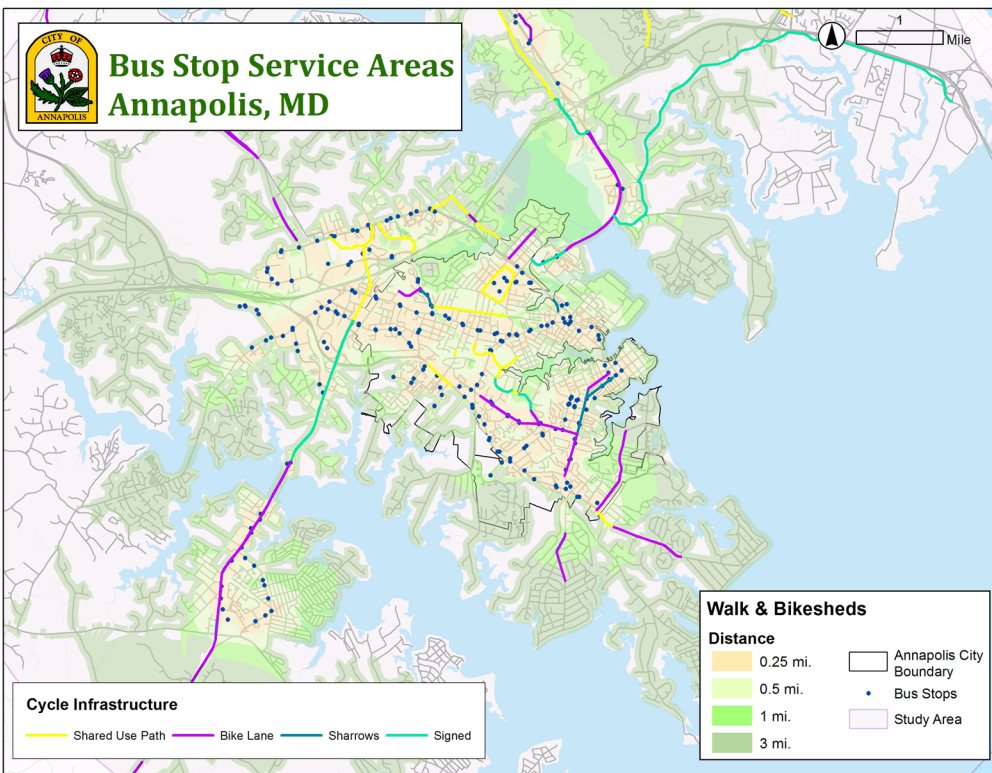 CITY OF
ANNAPOLIS
Bus Stop Service Areas
Annapolis, MD
1
Mile
Walk & Bikesheds
Distance
0.25 mi.
0.5 mi.
1 mi.
3 mi.
Annapolis City
Boundary
Bus Stops
Study Area
Cycle Infrastructure
Shared Use Path
Bike Lane
Sharrows
Signed